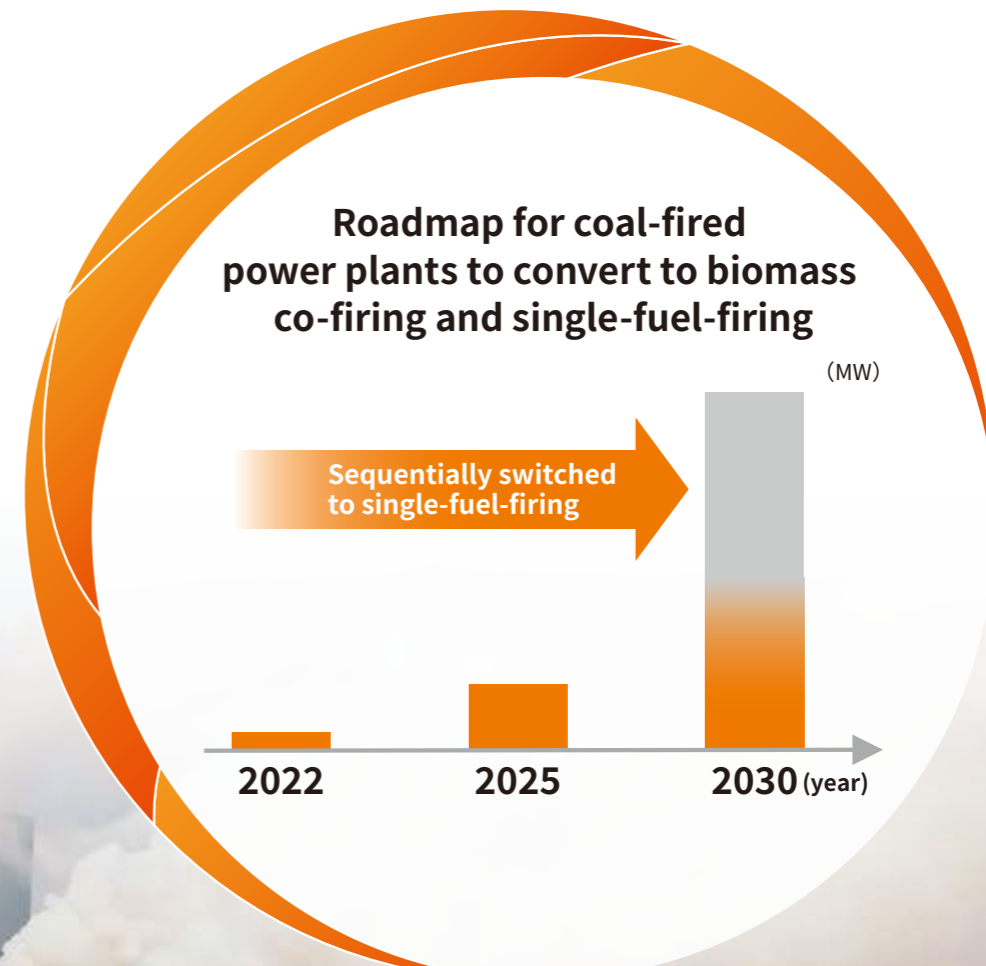 Roadmap for coal-fired
power plants to convert to biomass
co-firing and single-fuel-firing
（MW）
Sequentially switched
to single-fuel-firing
2022 2025 2030 (year)